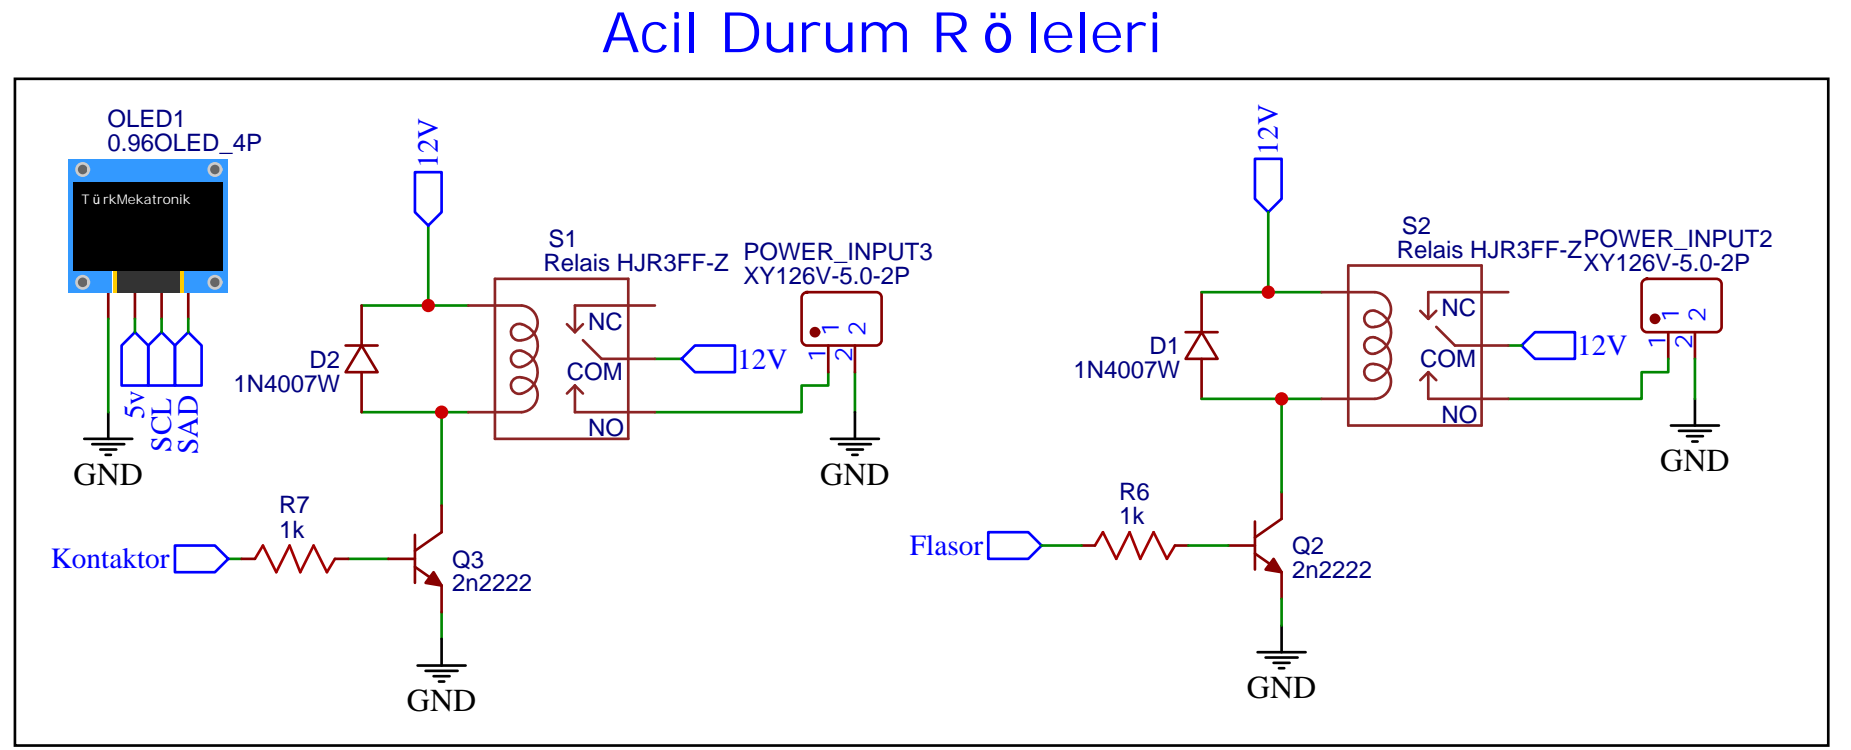 Acil Durum Röleleri
OLED1
0.96OLED_4P
TürkMekatronik
5v
SCL
SAD
GND
12V
D2
1N4007W
S1
Relais HJR3FF-Z
NC
COM
NO
12V
POWER_INPUT3
XY126V-5.0-2P
1 2
1 2
GND
Kontaktor
R7
1k
Q3
2n2222
GND
12V
D1
1N4007W
S2
Relais HJR3FF-Z
NC
COM
NO
12V
POWER_INPUT2
XY126V-5.0-2P
1 2
1 2
GND
Flasor
R6
1k
Q2
2n2222
GND